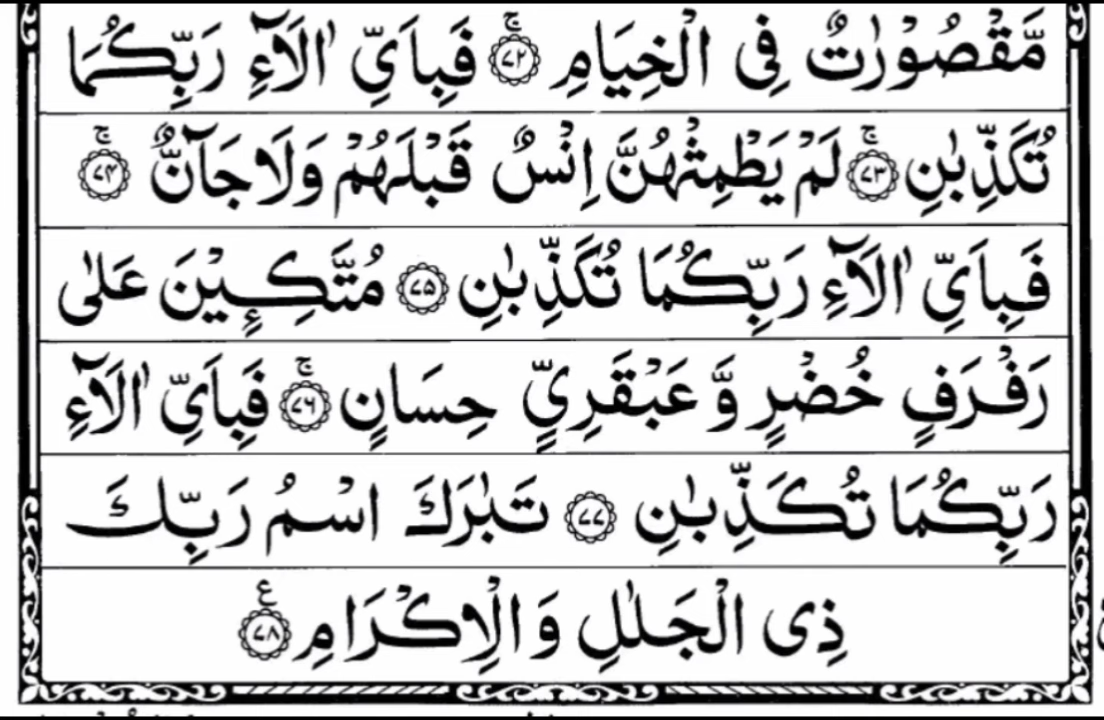 مَّقْصُوْرٰتٌ فِى الْخِيَامِ ۚ﴿۷۲﴾ فَبِاَيِّ اٰلَآءِ رَبِّكُمَا
تُكَذِّبٰنِ ۚ﴿۷۳﴾ لَمْ يَطْمِثْهُنَّ اِنْسٌ قَبْلَهُمْ وَلَا جَآنٌّ ۚ﴿۷۴﴾
فَبِاَيِّ اٰلَآءِ رَبِّكُمَا تُكَذِّبٰنِ ﴿۷۵﴾ مُتَّكِـِٕيْنَ عَلٰى
رَفْرَفٍ خُضْرٍ وَّ عَبْقَرِيٍّ حِسَانٍ ۚ﴿۷۶﴾ فَبِاَيِّ اٰلَآءِ
رَبِّكُمَا تُكَذِّبٰنِ ﴿۷۷﴾ تَبٰرَكَ اسْمُ رَبِّكَ
ذِى الْجَلٰلِ وَ الْاِكْرَامِ ﴿۷۸﴾ ع